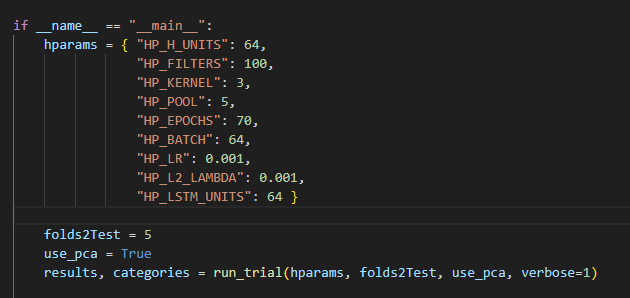 if __name__ == "__main__":
hparams = { "HP_H_UNITS": 64,
"HP_FILTERS": 100,
"HP_KERNEL": 3,
"HP_POOL": 5,
"HP_EPOCHS": 70,
"HP_BATCH": 64,
"HP_LR": 0.001,
"HP_L2_LAMBDA": 0.001,
"HP_LSTM_UNITS": 64 }
folds2Test = 5
use_pca = True
results, categories = run_trial(hparams, folds2Test, use_pca, verbose=1)